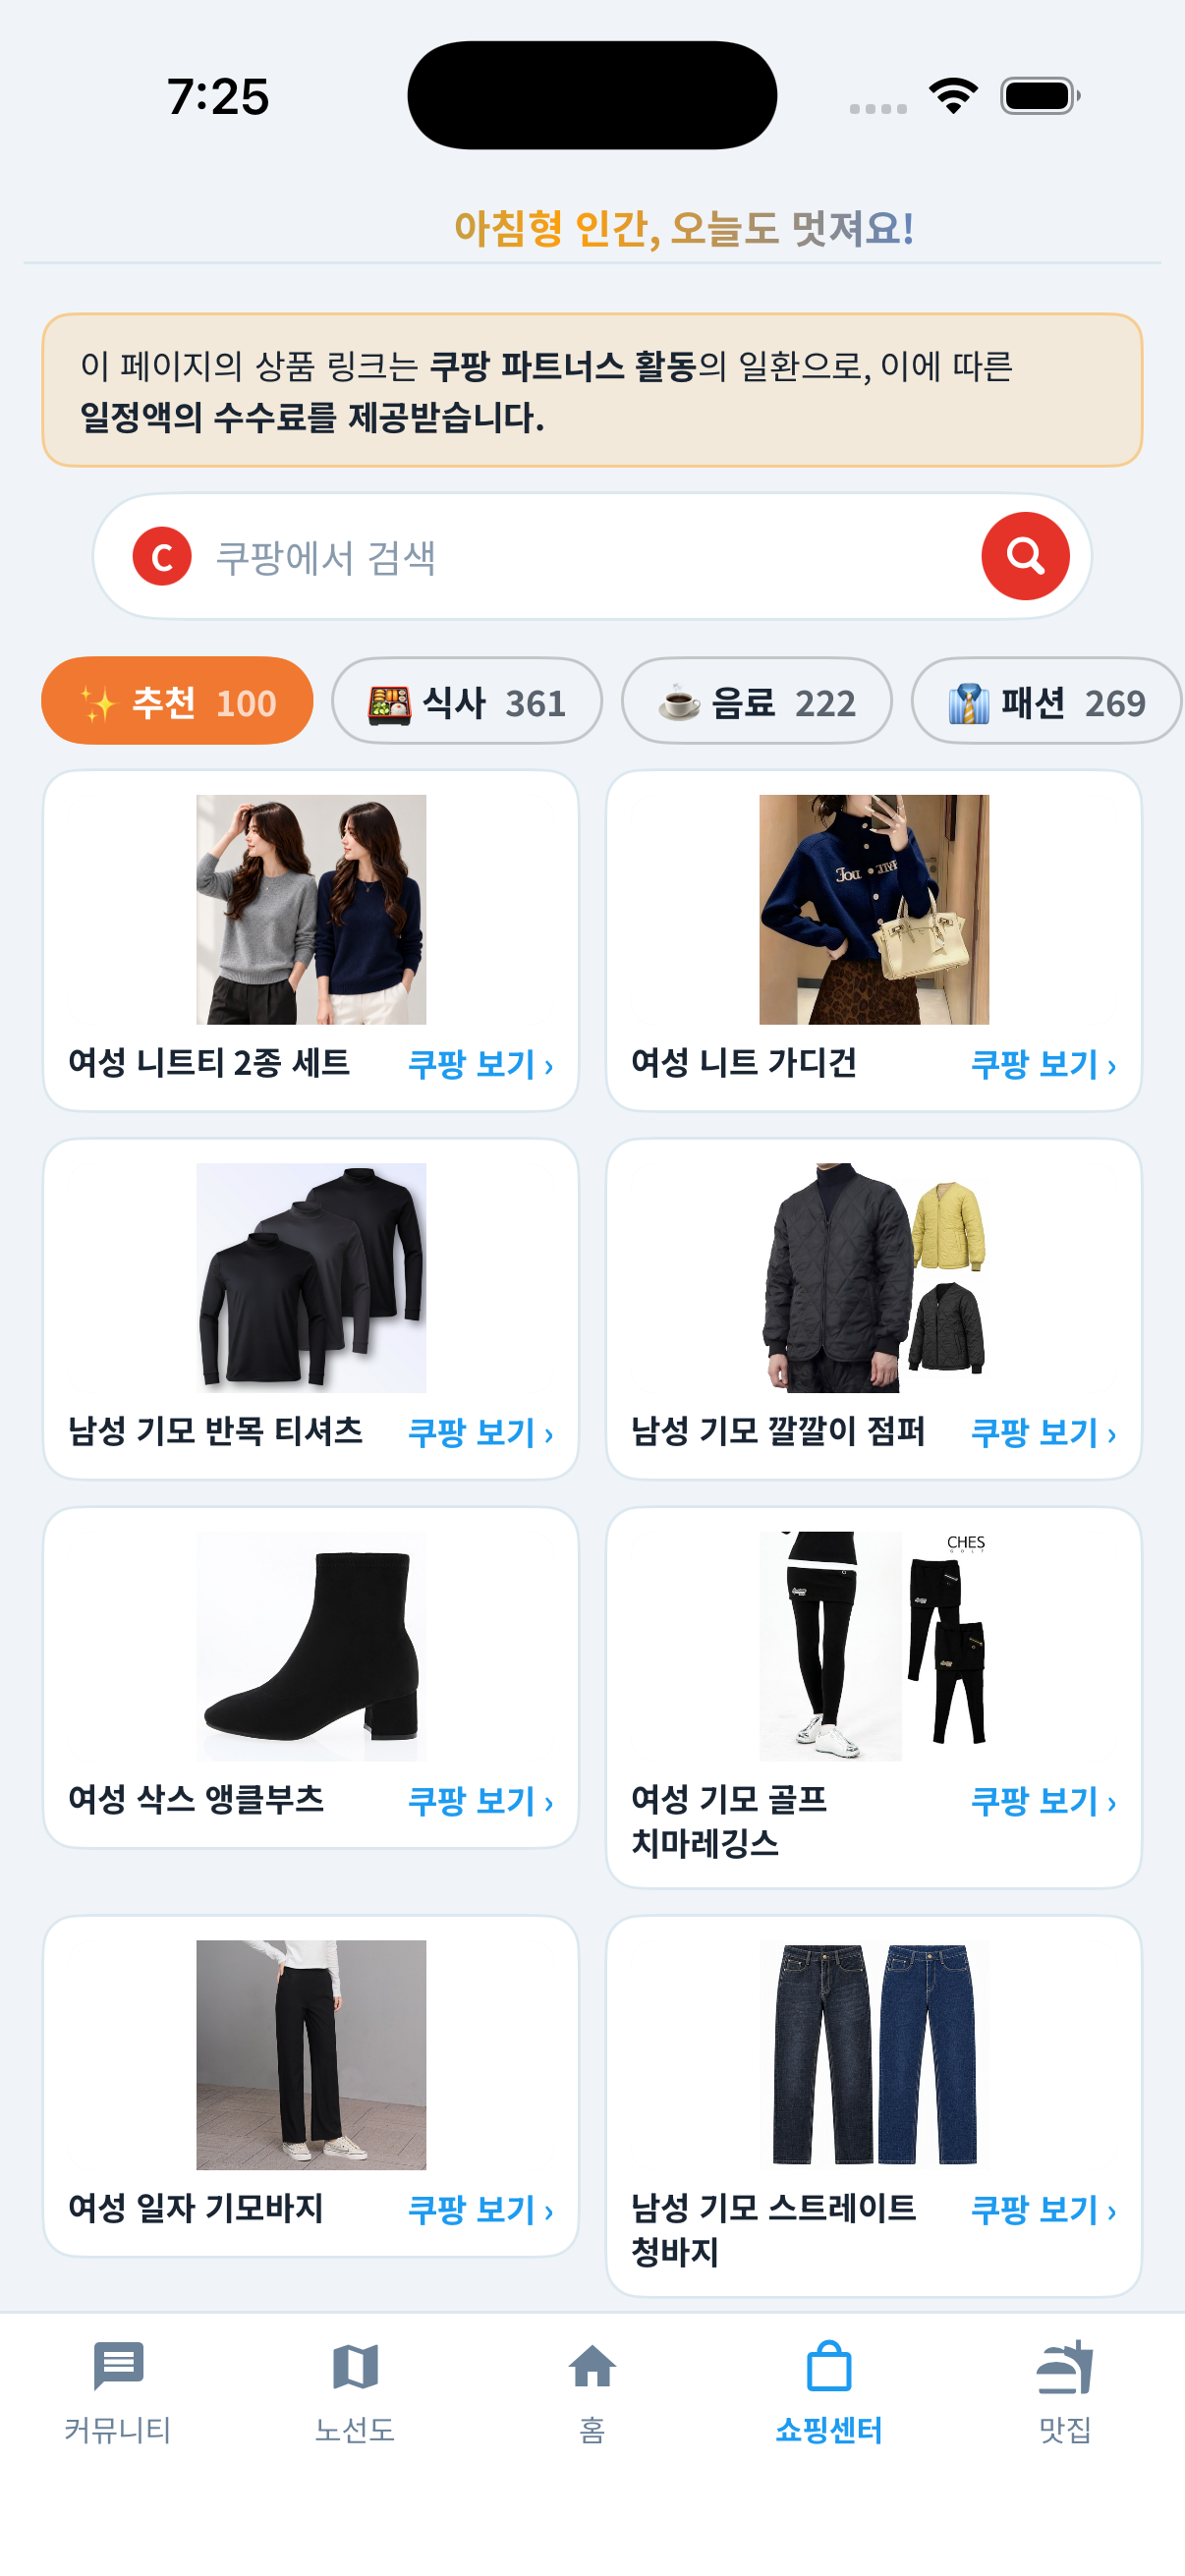 7:25
아침형 인간, 오늘도 멋져요!
이 페이지의 상품 링크는 쿠팡 파트너스 활동의 일환으로, 이에 따른
일정액의 수수료를 제공받습니다.
C 쿠팡에서 검색
추천 100 식사 361 음료 222 패션 269
여성 니트티 2종 세트 쿠팡 보기 ›
여성 니트 가디건 쿠팡 보기 ›
남성 기모 반목 티셔츠 쿠팡 보기 ›
남성 기모 깔깔이 점퍼 쿠팡 보기 ›
CHES
GOLF
여성 삭스 앵클부츠 쿠팡 보기 ›
여성 기모 골프 쿠팡 보기 ›
치마레깅스
여성 일자 기모바지 쿠팡 보기 ›
남성 기모 스트레이트 쿠팡 보기 ›
청바지
커뮤니티 노선도 홈 쇼핑센터 맛집